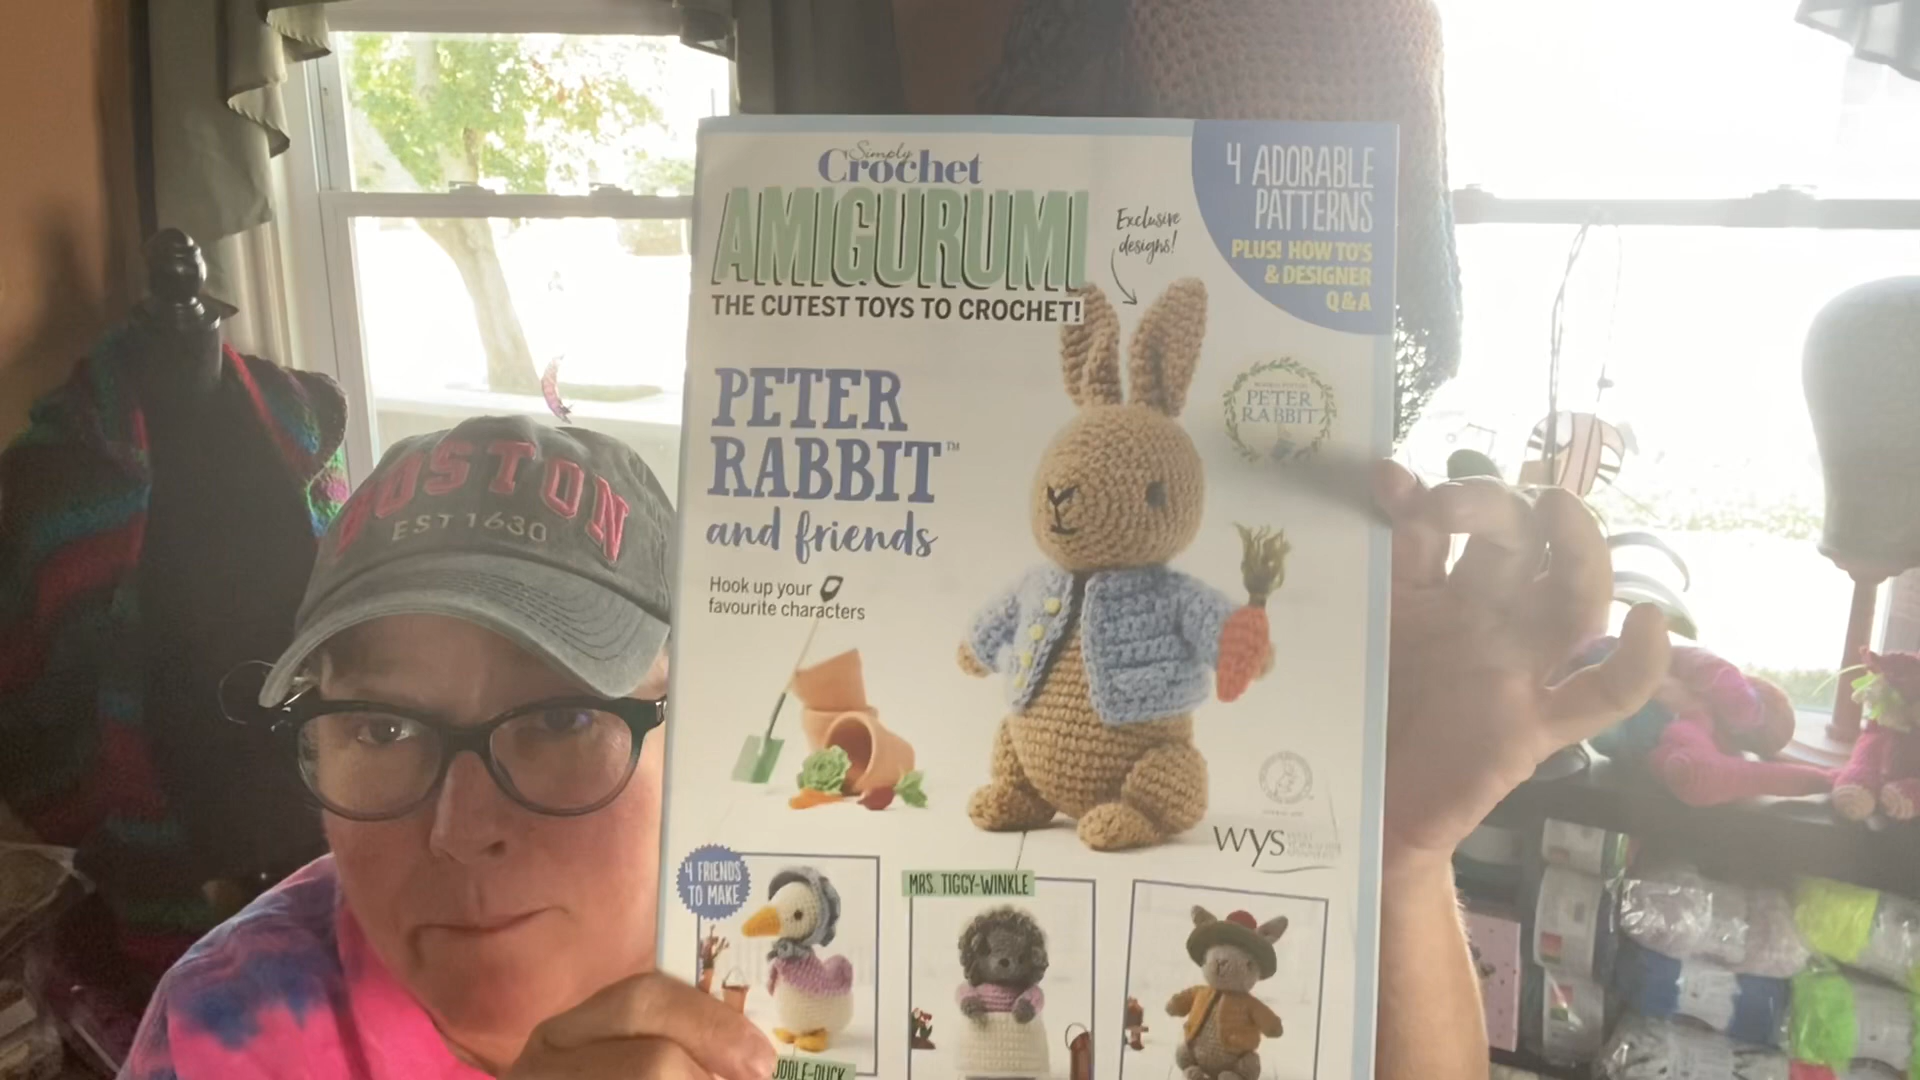 Simply
Crochet
AMIGURUMI
THE CUTEST TOYS TO CROCHET!
Exclusive
designs!
4 ADORABLE
PATTERNS
PLUS! HOW TO'S
& DESIGNER
Q&A
PETER
RABBIT™
and friends
PETER
RABBIT
Hook up your
favourite characters
BOSTON
EST 1630
wys
4 FRIENDS
TO MAKE
MRS. TIGGY-WINKLE
UDDLE-DUCK